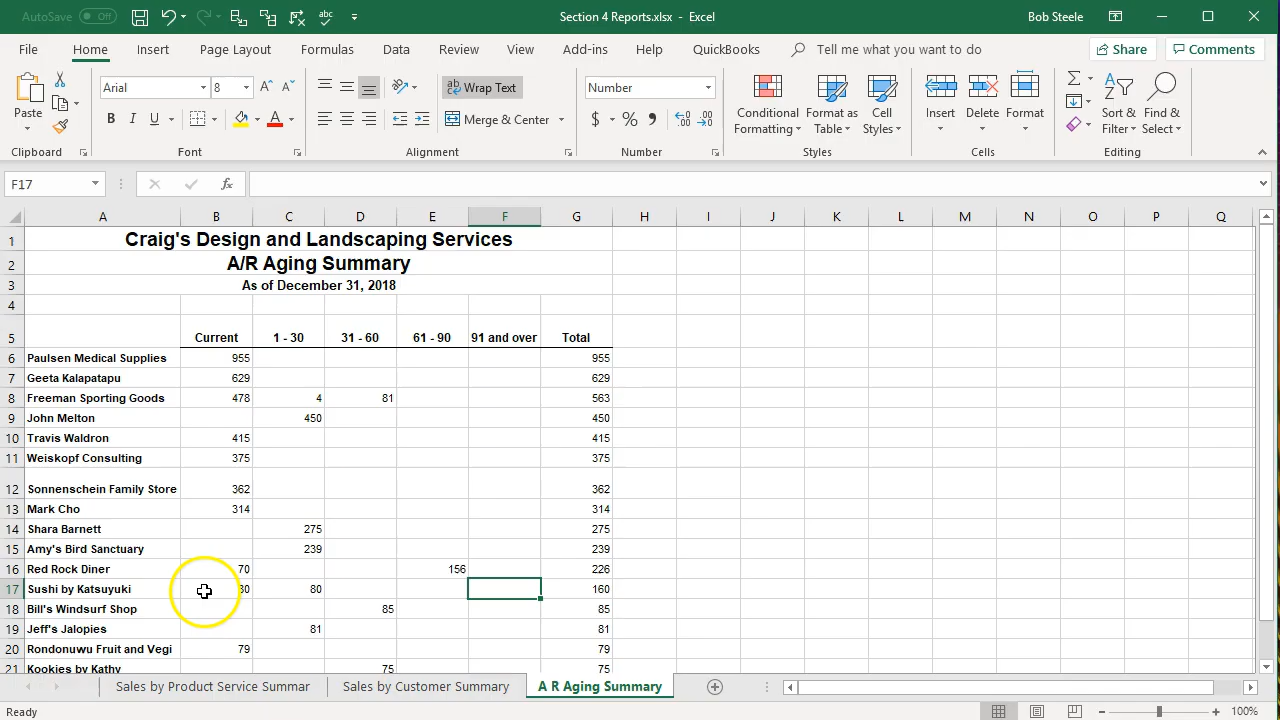 AutoSave Off Section 4 Reports.xlsx - Excel Bob Steele
File Home Insert Page Layout Formulas Data Review View Add-ins Help QuickBooks Tell me what you want to do Share Comments
Arial 8 Wrap Text Number
Paste B I U Merge & Center $ % Conditional Formatting Format as Table Cell Styles Insert Delete Format Sort & Filter Find & Select
Clipboard Font Alignment Number Styles Cells Editing
F17 fx
A B C D E F G H I J K L M N O P Q
1 Craig's Design and Landscaping Services
2 A/R Aging Summary
3 As of December 31, 2018
4
5 Current 1 - 30 31 - 60 61 - 90 91 and over Total
6 Paulsen Medical Supplies 955 955
7 Geeta Kalapatapu 629 629
8 Freeman Sporting Goods 478 4 81 563
9 John Melton 450 450
10 Travis Waldron 415 415
11 Weiskopf Consulting 375 375
12 Sonnenschein Family Store 362 362
13 Mark Cho 314 314
14 Shara Barnett 275 275
15 Amy's Bird Sanctuary 239 239
16 Red Rock Diner 70 156 226
17 Sushi by Katsuyuki 80 80 160
18 Bill's Windsurf Shop 85 85
19 Jeff's Jalopies 81 81
20 Rondonuwu Fruit and Vegi 79 79
21 Kookies by Kathy 75 75
Sales by Product Service Summar Sales by Customer Summary A R Aging Summary
Ready 100%